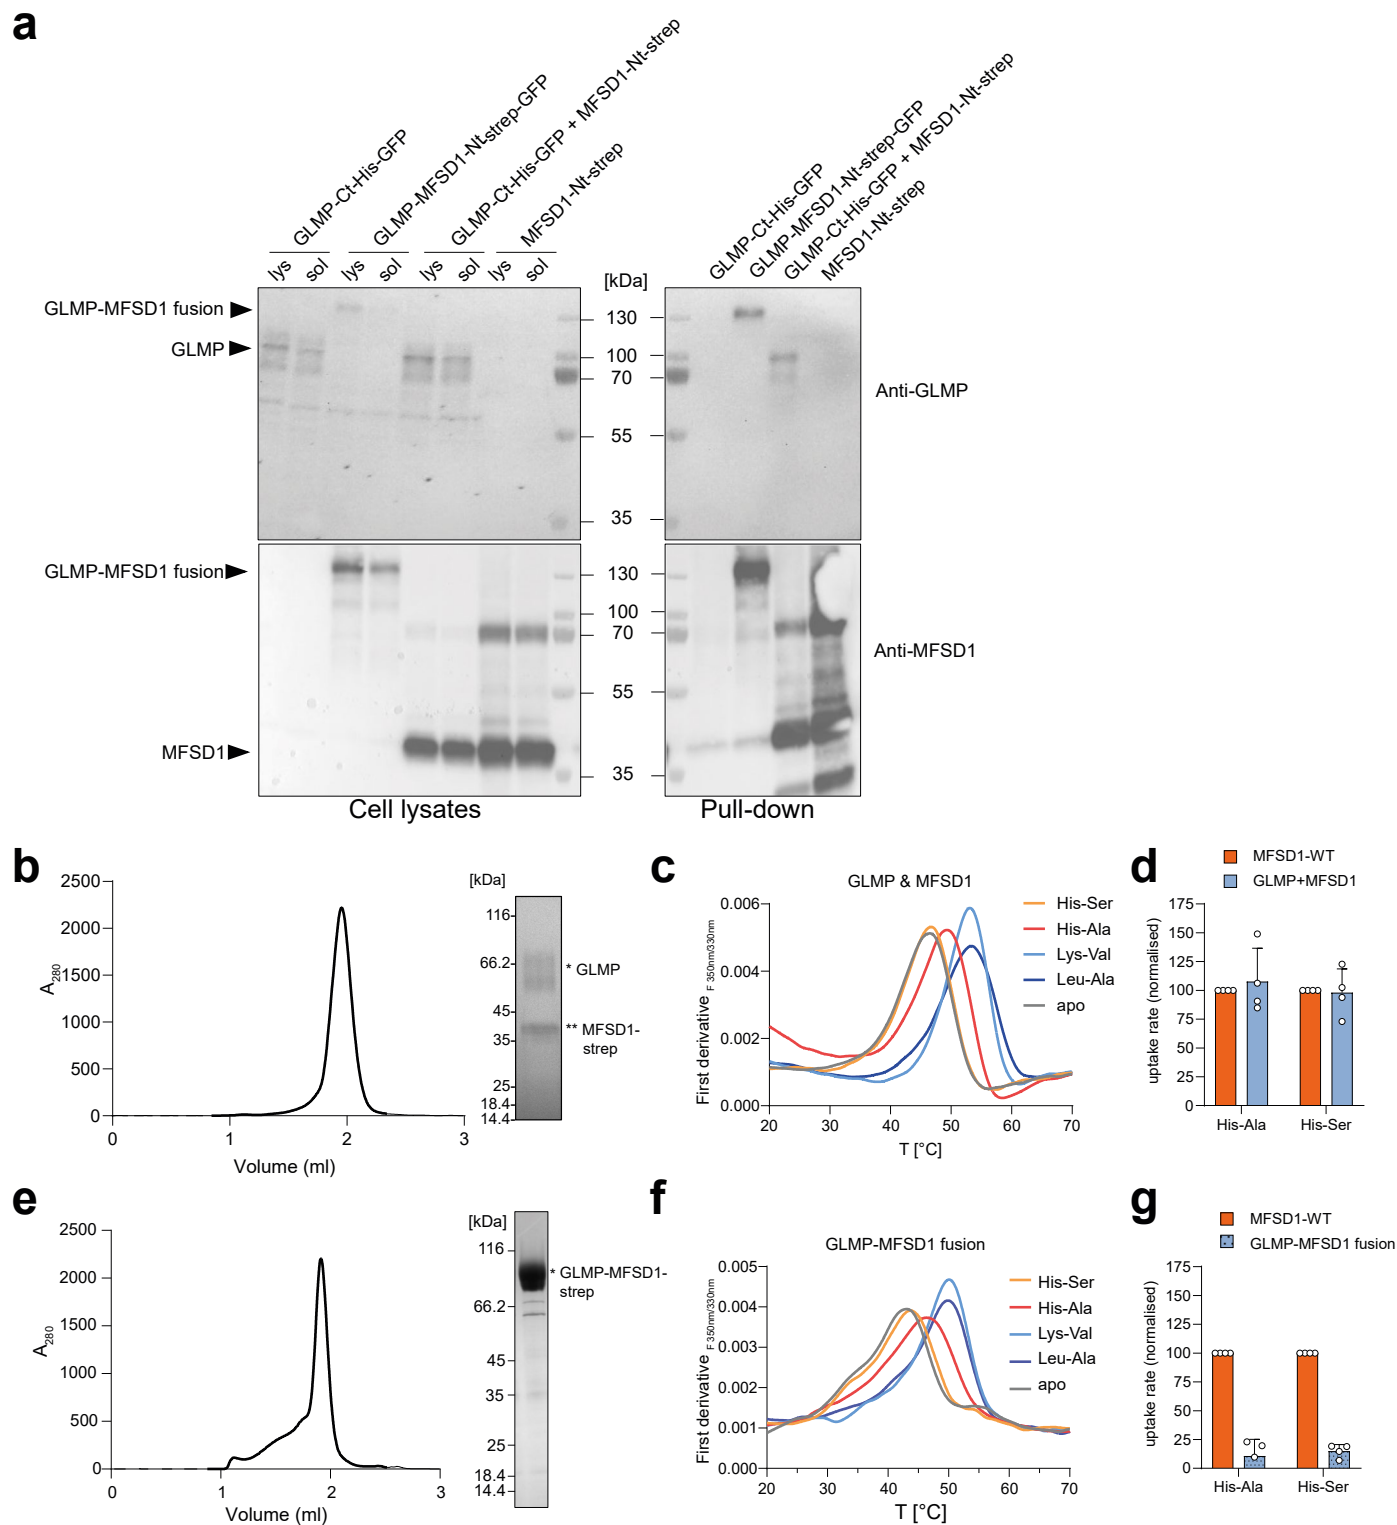 a
GLMP-Ct-His-GFP
GLMP-MFSD1-Nt-strep-GFP
GLMP-Ct-His-GFP + MFSD1-Nt-strep
MFSD1-Nt-strep
GLMP-Ct-His-GFP
GLMP-MFSD1-Nt-strep-GFP
GLMP-Ct-His-GFP + MFSD1-Nt-strep
MFSD1-Nt-strep
lys sol lys sol lys sol lys sol
[kDa]
GLMP-MFSD1 fusion
GLMP
130
100
70
55
35
Anti-GLMP
GLMP-MFSD1 fusion
MFSD1
130
100
70
55
35
Anti-MFSD1
Cell lysates
Pull-down
b
2500
2000
1500
1000
500
0
A280
0 1 2 3
Volume (ml)
[kDa]
116
66.2
45
35
25
18.4
14.4
* GLMP
** MFSD1-
strep
c
GLMP & MFSD1
0.006
0.004
0.002
0.000
First derivative F 350nm/330nm
20 30 40 50 60 70
T [°C]
His-Ser
His-Ala
Lys-Val
Leu-Ala
apo
d
MFSD1-WT
GLMP+MFSD1
175
150
125
100
75
50
25
0
uptake rate (normalised)
His-Ala His-Ser
e
2500
2000
1500
1000
500
0
A280
0 1 2 3
Volume (ml)
[kDa]
116
66.2
45
35
25
18.4
14.4
* GLMP-MFSD1-
strep
f
GLMP-MFSD1 fusion
0.005
0.004
0.003
0.002
0.001
0.000
First derivative F 350nm/330nm
20 30 40 50 60 70
T [°C]
His-Ser
His-Ala
Lys-Val
Leu-Ala
apo
g
MFSD1-WT
GLMP-MFSD1 fusion
175
150
125
100
75
50
25
0
uptake rate (normalised)
His-Ala His-Ser